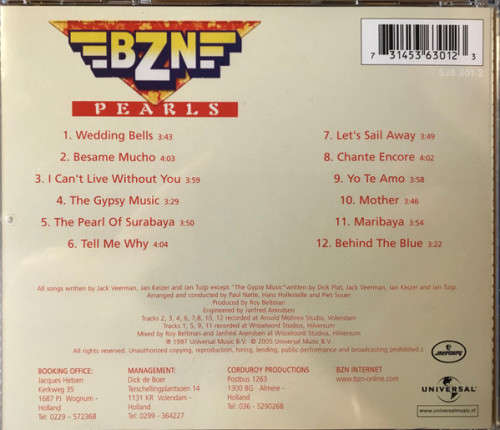 BZN
PEARLS
7 31453 63012 3
1. Wedding Bells 3:43
2. Besame Mucho 4:03
3. I Can't Live Without You 3:59
4. The Gypsy Music 3:29
5. The Pearl Of Surabaya 3:50
6. Tell Me Why 4:04
7. Let's Sail Away 3:49
8. Chante Encore 4:02
9. Yo Te Amo 3:58
10. Mother 3:46
11. Maribaya 3:54
12. Behind The Blue 3:22
All songs written by Jack Veerman, Jan Keizer and Jan Tuijp except "The Gypsy Music" written by Dick Plat, Jack Veerman, Jan Keizer and Jan Tuijp.
Arranged and conducted by Paul Natte, Hans Hollestelle and Piet Souer
Produced by Roy Beltman
Engineered by Janfred Arendsen
Tracks 2, 3, 4, 6, 7,8, 10, 12 recorded at Arnold Mühren Studio, Volendam
Tracks 1, 5, 9, 11 recorded at Wisseloord Studios, Hilversum
Mixed by Roy Beltman and Janfred Arendsen at Wisseloord Studios, Hilversum
℗ 1987 Universal Music B.V. © 2005 Universal Music B.V.
All rights reserved. Unauthorized copying, reproduction, hiring, lending, public performance and broadcasting prohibited.
mercury
BOOKING OFFICE:
Jacques Hetsen
Kerkweg 35
1687 PJ Wognum -
Holland
Tel: 0229 – 572368
MANAGEMENT:
Dick de Boer
Terschellingplantsoen 14
1131 KR Volendam -
Holland
Tel: 0299 - 364227
CORDUROY PRODUCTIONS
Postbus 1263
1300 BG - Almere -
Holland
Tel: 036 - 5290268
BZN INTERNET
www.bzn-online.com
UNIVERSAL
www.universalmusic.nl